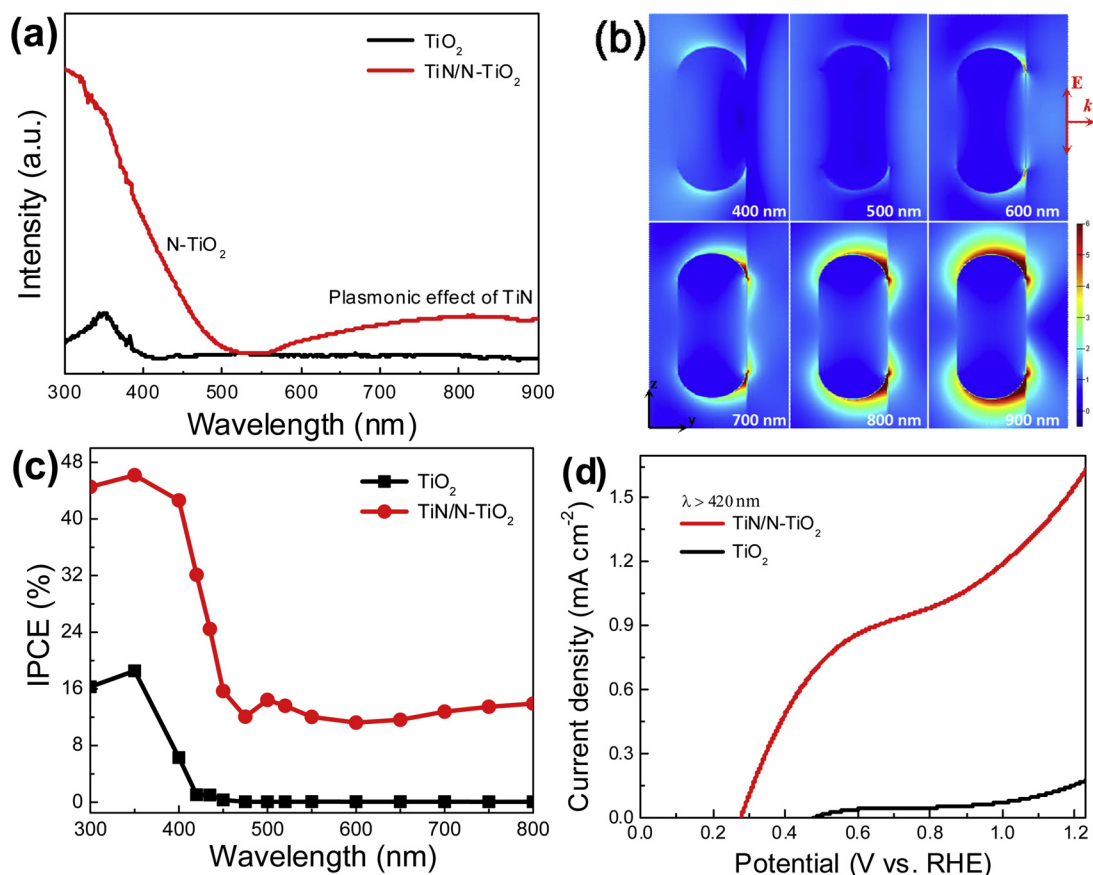 (a)
TiO2
TiN/N-TiO2
N-TiO2
Plasmonic effect of TiN
Intensity (a.u.)
300 400 500 600 700 800 900
Wavelength (nm)
(b)
E
k
400 nm
500 nm
600 nm
700 nm
800 nm
900 nm
z
y
6
5
4
3
2
1
0
(c)
TiO2
TiN/N-TiO2
IPCE (%)
48
40
32
24
16
8
0
300 400 500 600 700 800
Wavelength (nm)
(d)
λ > 420 nm
TiN/N-TiO2
TiO2
Current density (mA cm-2)
1.5
1.2
0.9
0.6
0.3
0.0
0.0 0.2 0.4 0.6 0.8 1.0 1.2
Potential (V vs. RHE)